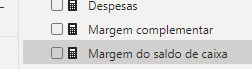 Despesas
Margem complementar
Margem do saldo de caixa